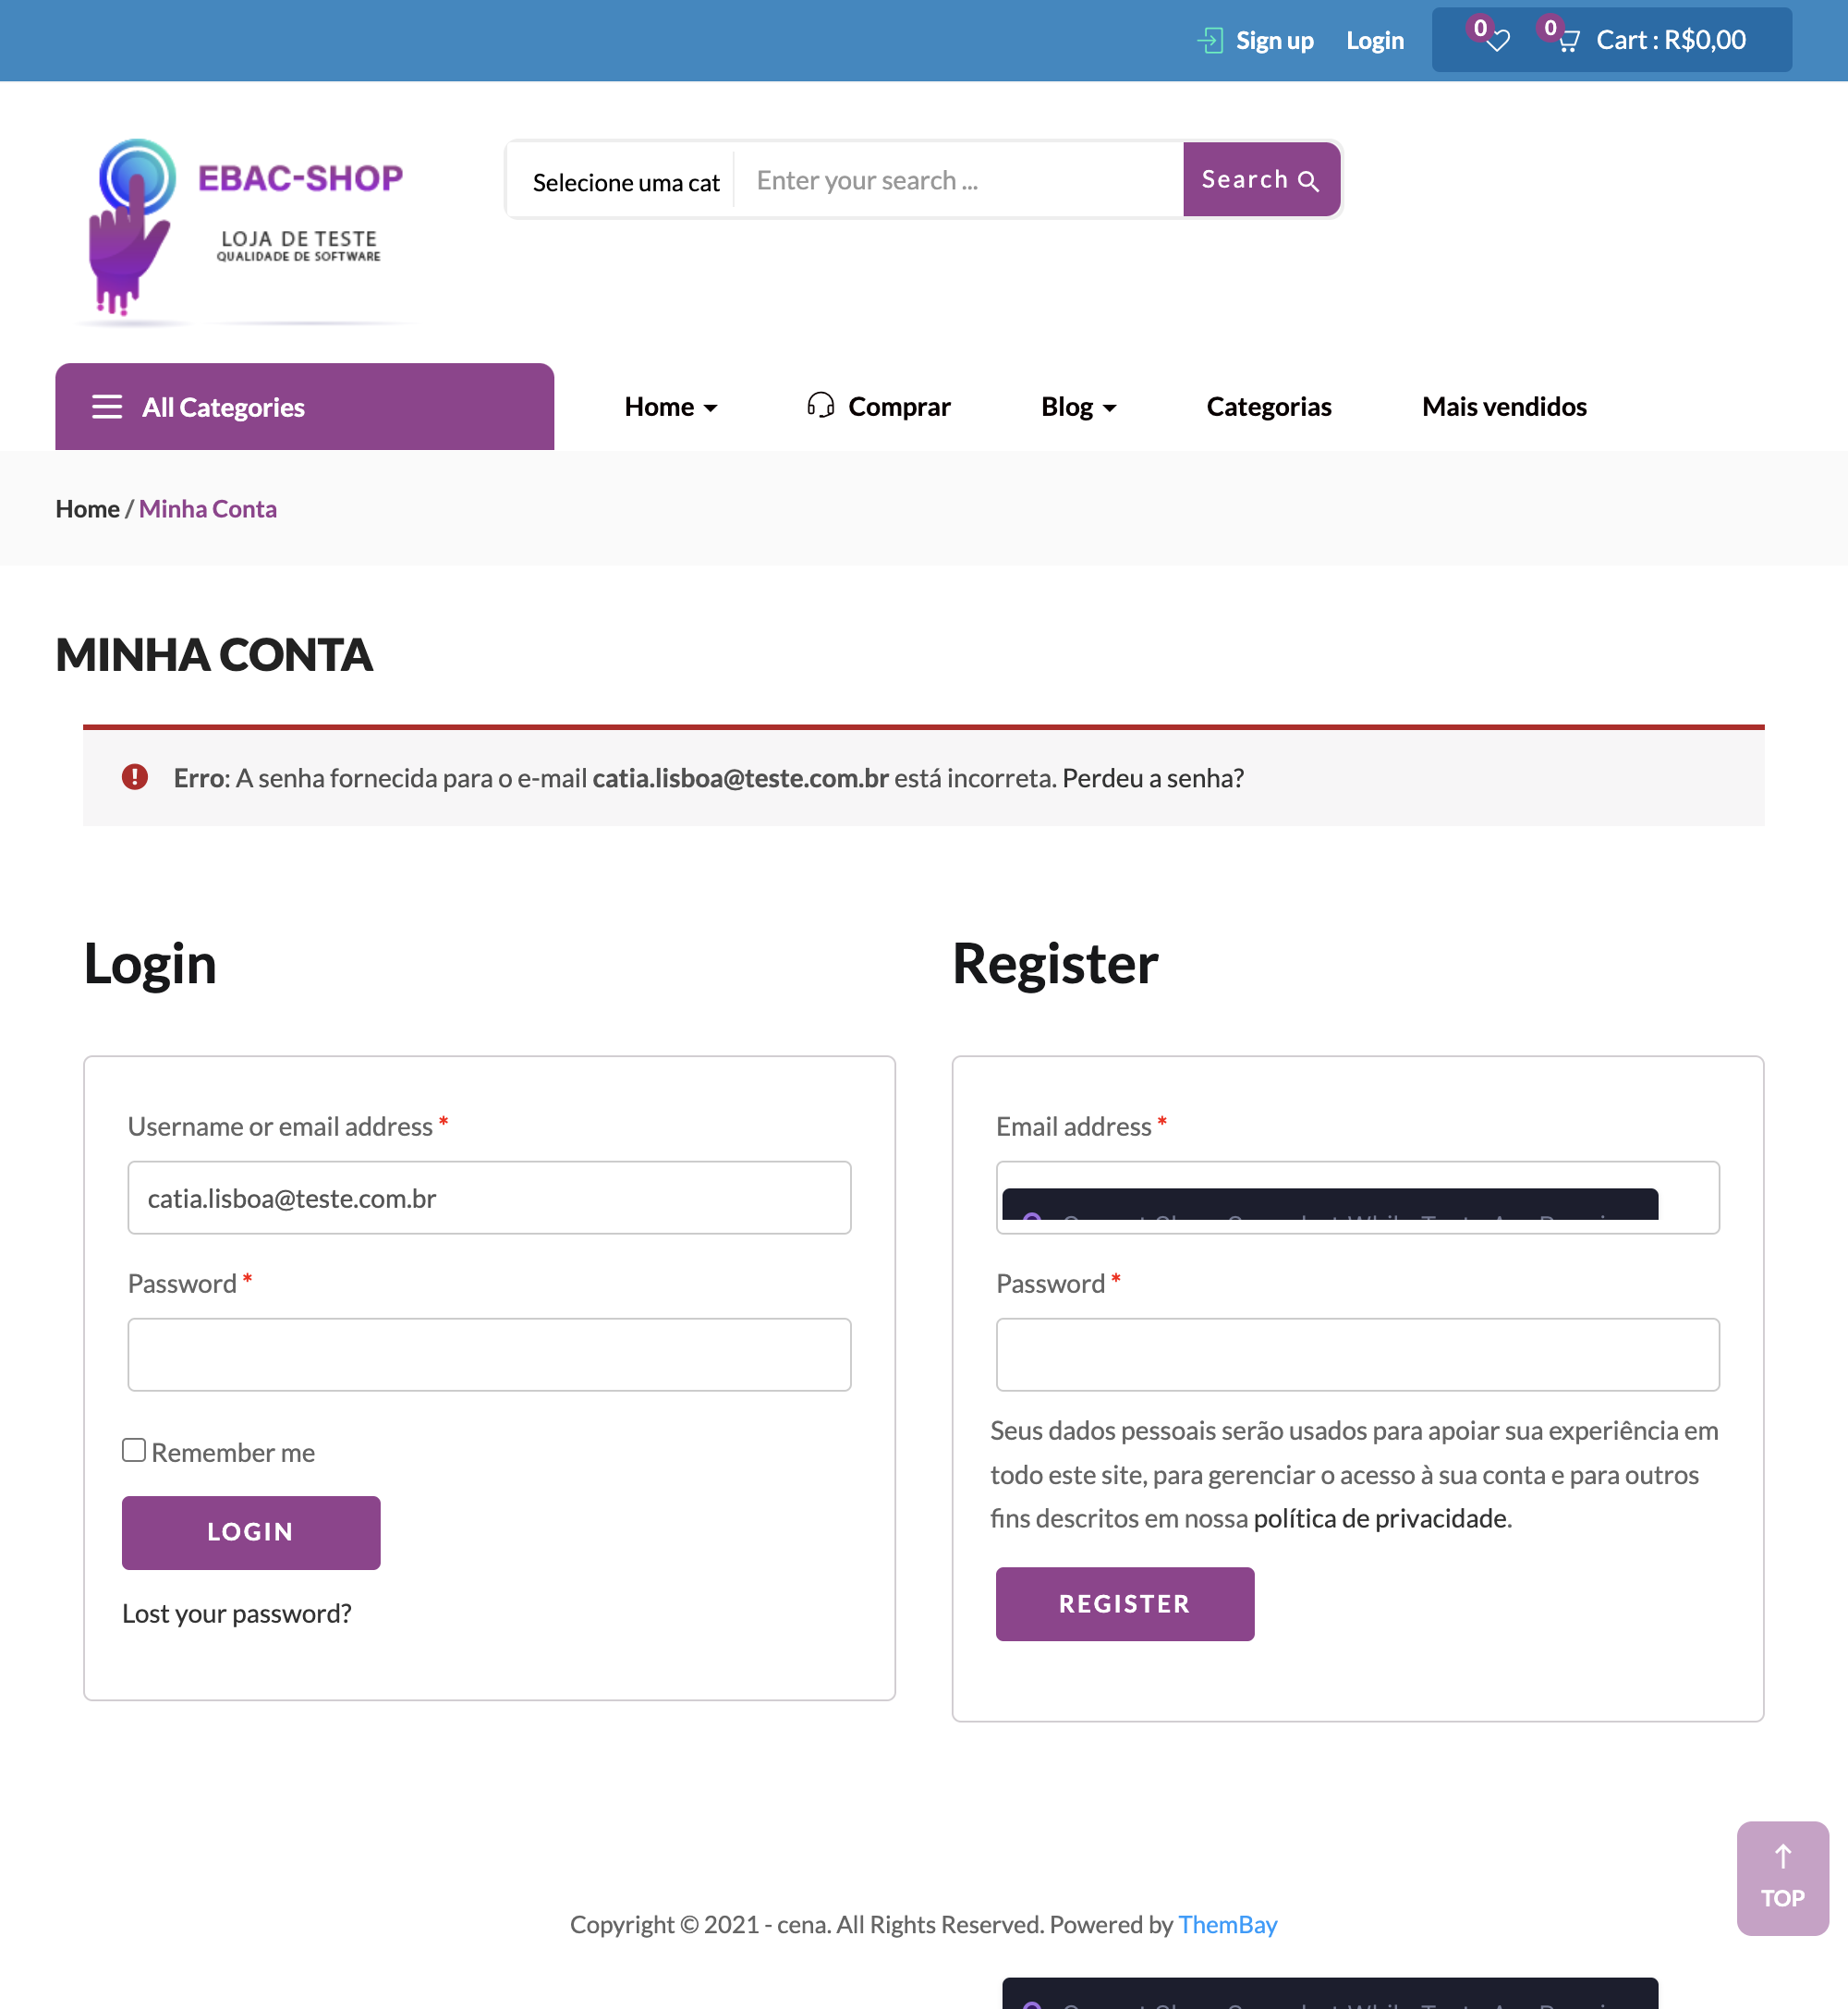 Sign up Login 0 0 Cart : R$0,00
EBAC-SHOP
LOJA DE TESTE
QUALIDADE DE SOFTWARE
Selecione uma cat Enter your search ... Search
All Categories Home Comprar Blog Categorias Mais vendidos
Home / Minha Conta
MINHA CONTA
Erro: A senha fornecida para o e-mail catia.lisboa@teste.com.br está incorreta. Perdeu a senha?
Login
Username or email address *
catia.lisboa@teste.com.br
Password *
Remember me
LOGIN
Lost your password?
Register
Email address *
Password *
Seus dados pessoais serão usados para apoiar sua experiência em
todo este site, para gerenciar o acesso à sua conta e para outros
fins descritos em nossa política de privacidade.
REGISTER
TOP
Copyright © 2021 - cena. All Rights Reserved. Powered by ThemBay